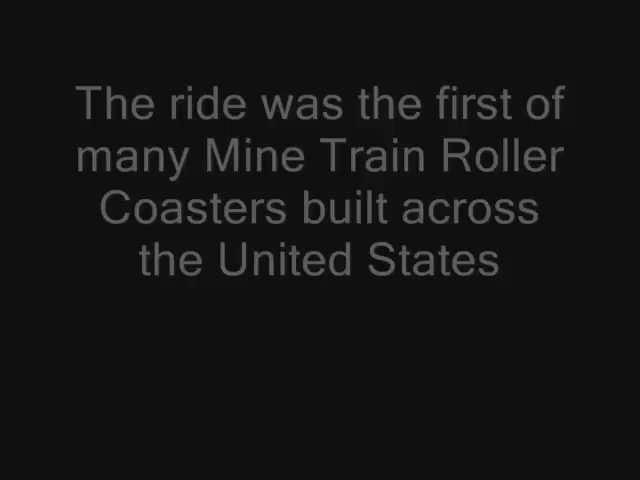 The ride was the first of
many Mine Train Roller
Coasters built across
the United States